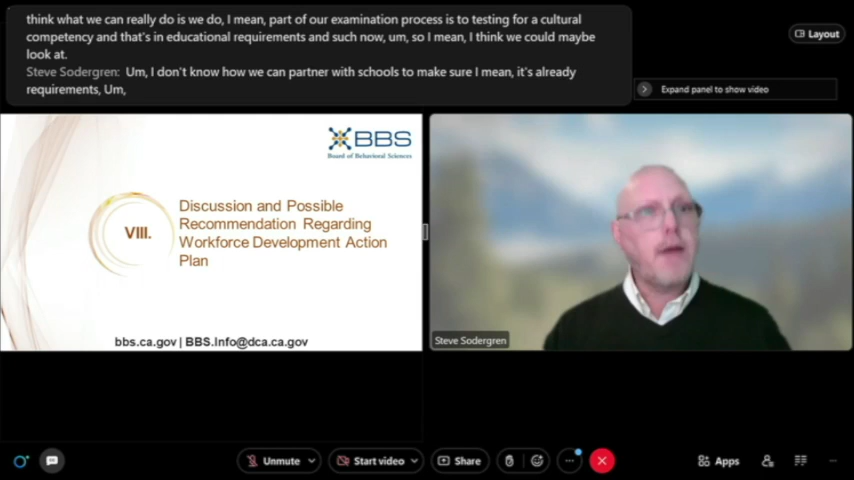 think what we can really do is we do, I mean, part of our examination process is to testing for a cultural
competency and that's in educational requirements and such now, um, so I mean, I think we could maybe
look at.
Steve Sodergren: Um, I don't know how we can partner with schools to make sure I mean, it's already
requirements, Um,
Layout
Expand panel to show video
BBS
Board of Behavioral Sciences
VIII.
Discussion and Possible
Recommendation Regarding
Workforce Development Action
Plan
bbs.ca.gov | BBS.Info@dca.ca.gov
Steve Sodergren
Unmute
Start video
Share
Apps